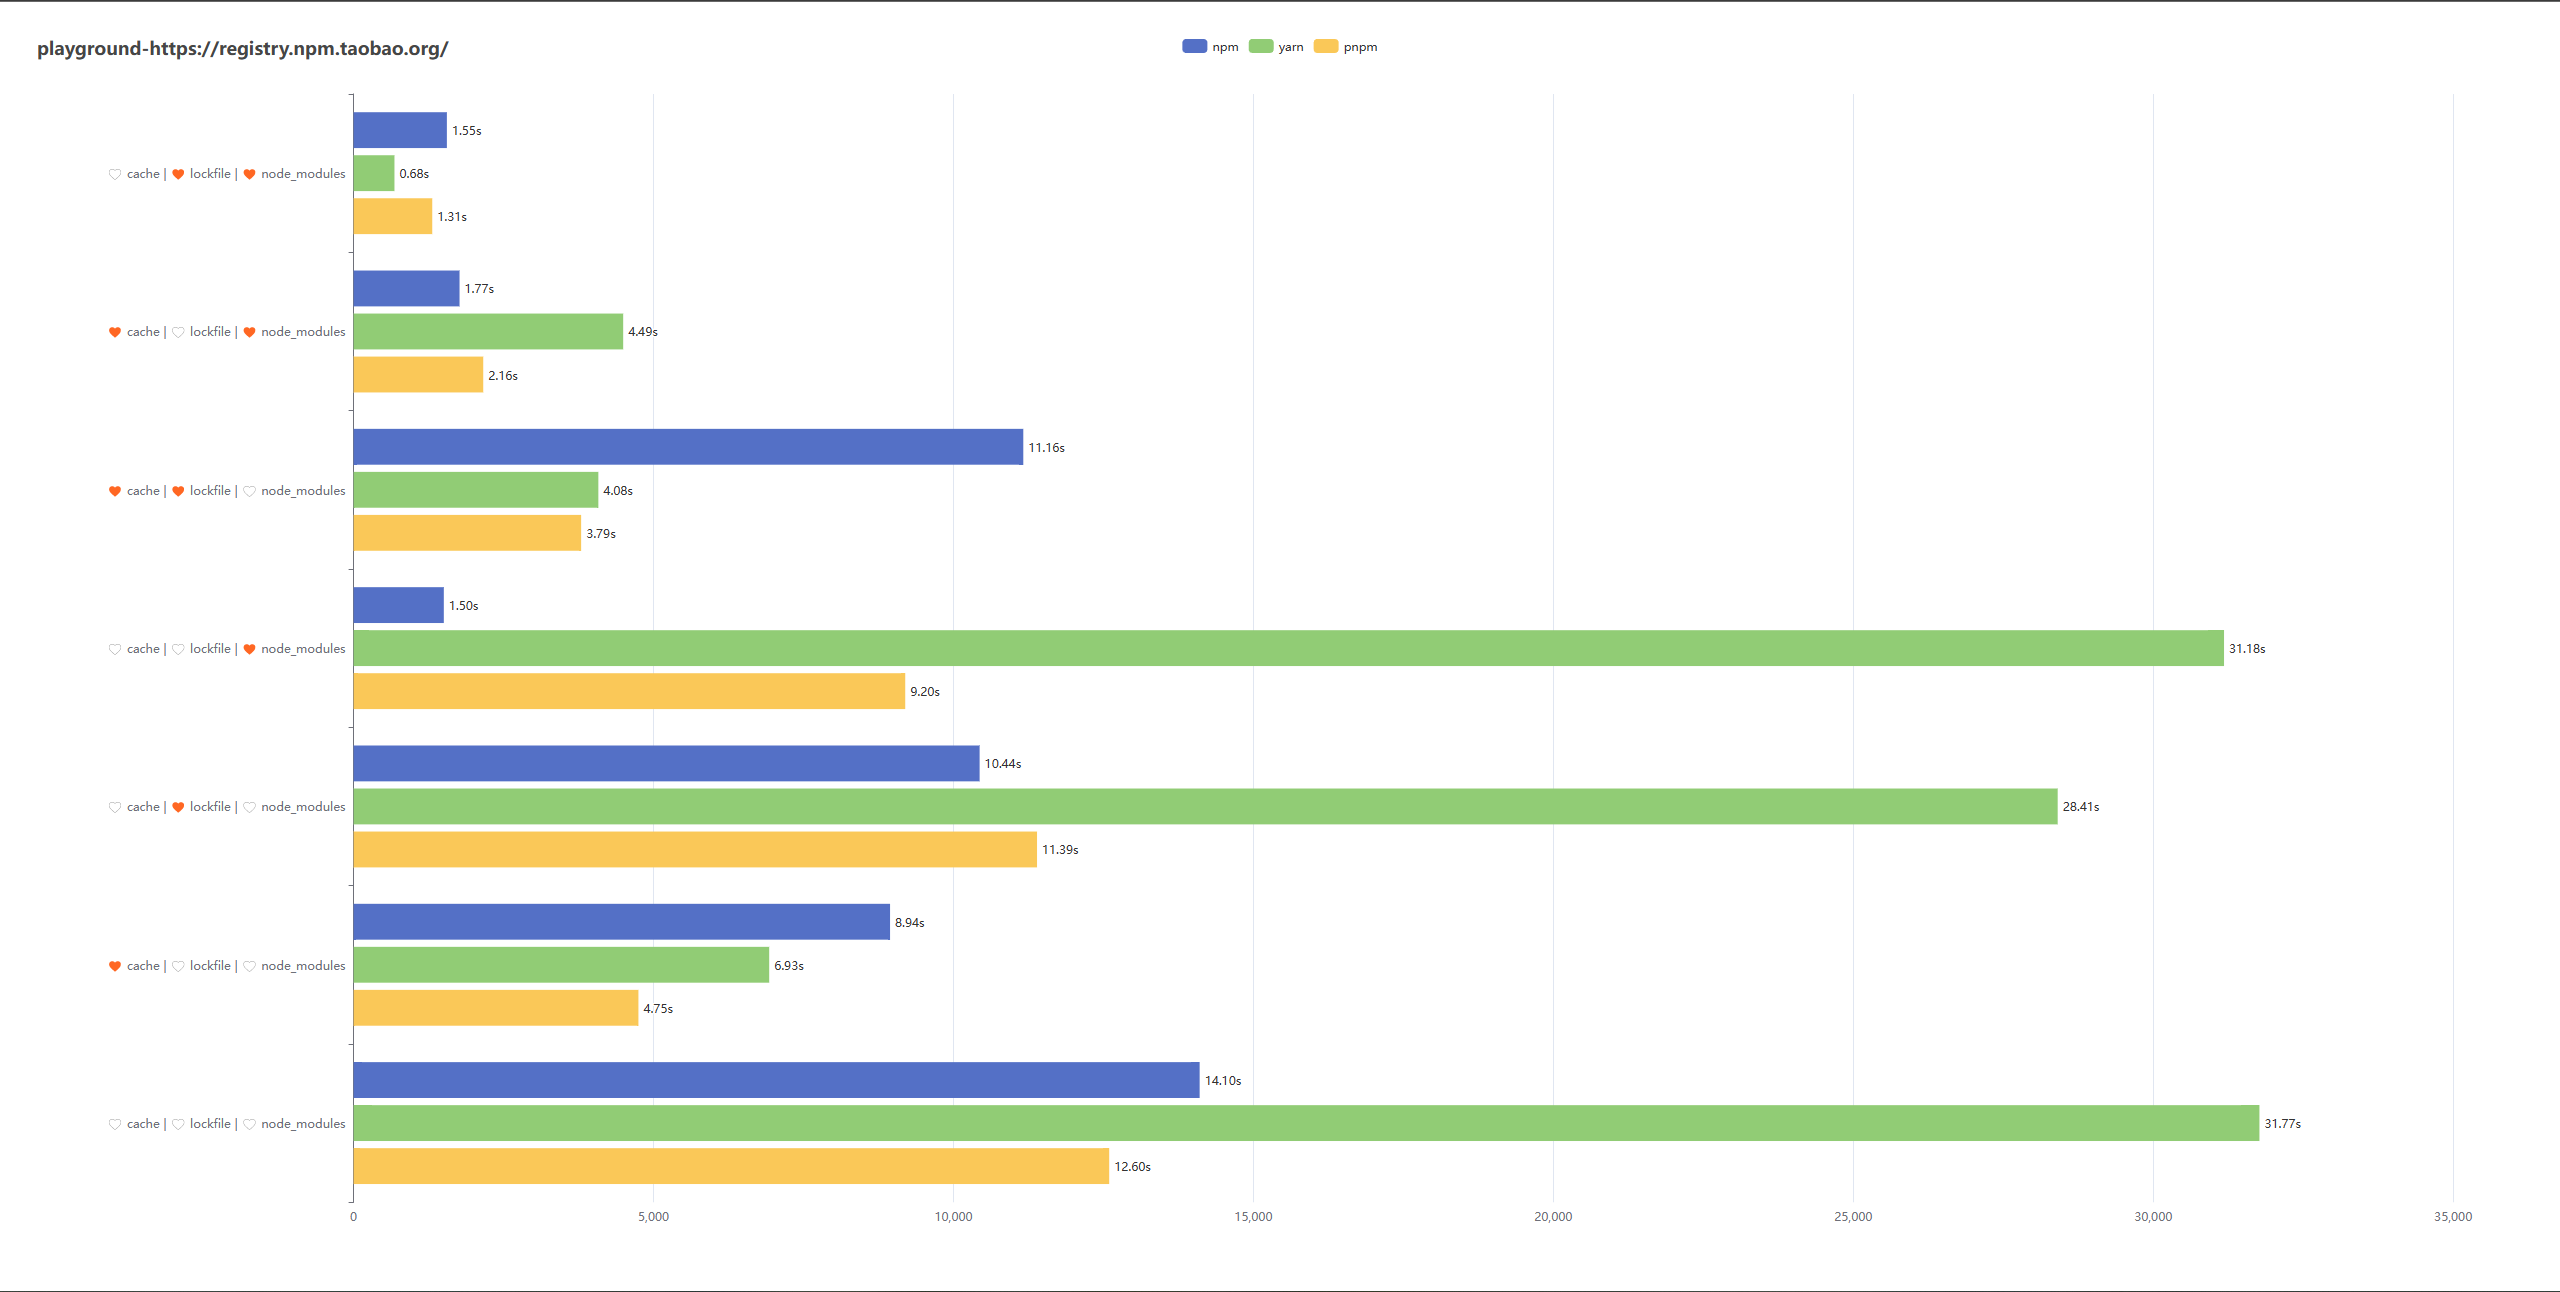 playground-https://registry.npm.taobao.org/
npm yarn pnpm
1.55s
cache | lockfile | node_modules 0.68s
1.31s
1.77s
cache | lockfile | node_modules 4.49s
2.16s
11.16s
cache | lockfile | node_modules 4.08s
3.79s
1.50s
cache | lockfile | node_modules 31.18s
9.20s
10.44s
cache | lockfile | node_modules 28.41s
11.39s
8.94s
cache | lockfile | node_modules 6.93s
4.75s
14.10s
cache | lockfile | node_modules 31.77s
12.60s
0 5,000 10,000 15,000 20,000 25,000 30,000 35,000